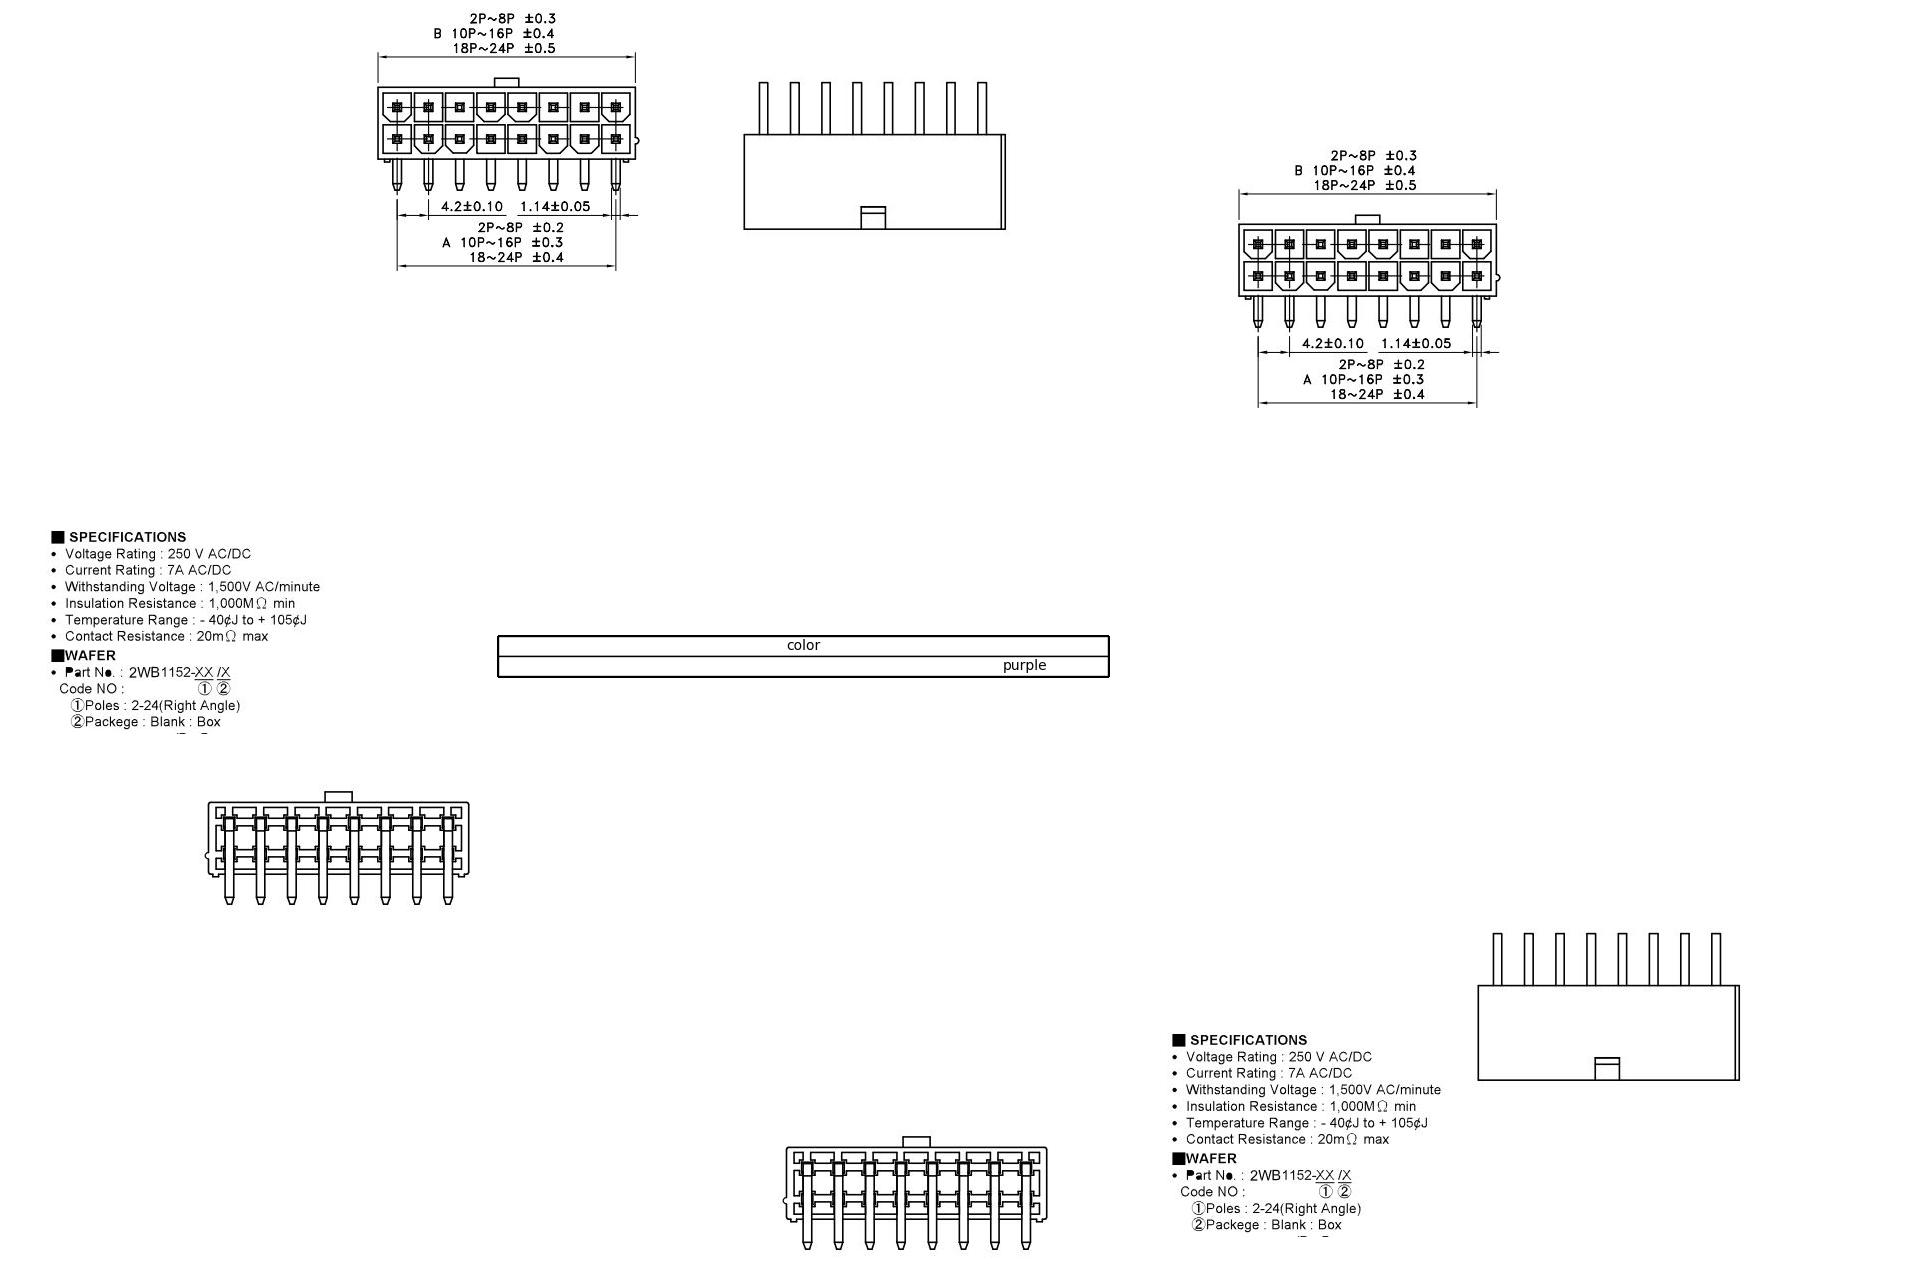 2P~8P ±0.3
B 10P~16P ±0.4
18P~24P ±0.5
4.2±0.10 1.14±0.05
2P~8P ±0.2
A 10P~16P ±0.3
18~24P ±0.4
2P~8P ±0.3
B 10P~16P ±0.4
18P~24P ±0.5
4.2±0.10 1.14±0.05
2P~8P ±0.2
A 10P~16P ±0.3
18~24P ±0.4
■ SPECIFICATIONS
• Voltage Rating : 250 V AC/DC
• Current Rating : 7A AC/DC
• Withstanding Voltage : 1,500V AC/minute
• Insulation Resistance : 1,000MΩ min
• Temperature Range : - 40¢J to + 105¢J
• Contact Resistance : 20mΩ max
■WAFER
• Part No. : 2WB1152-XX /X
Code NO : ① ②
①Poles : 2-24(Right Angle)
②Packege : Blank : Box
color
purple
■ SPECIFICATIONS
• Voltage Rating : 250 V AC/DC
• Current Rating : 7A AC/DC
• Withstanding Voltage : 1,500V AC/minute
• Insulation Resistance : 1,000MΩ min
• Temperature Range : - 40¢J to + 105¢J
• Contact Resistance : 20mΩ max
■WAFER
• Part No. : 2WB1152-XX /X
Code NO : ① ②
①Poles : 2-24(Right Angle)
②Packege : Blank : Box